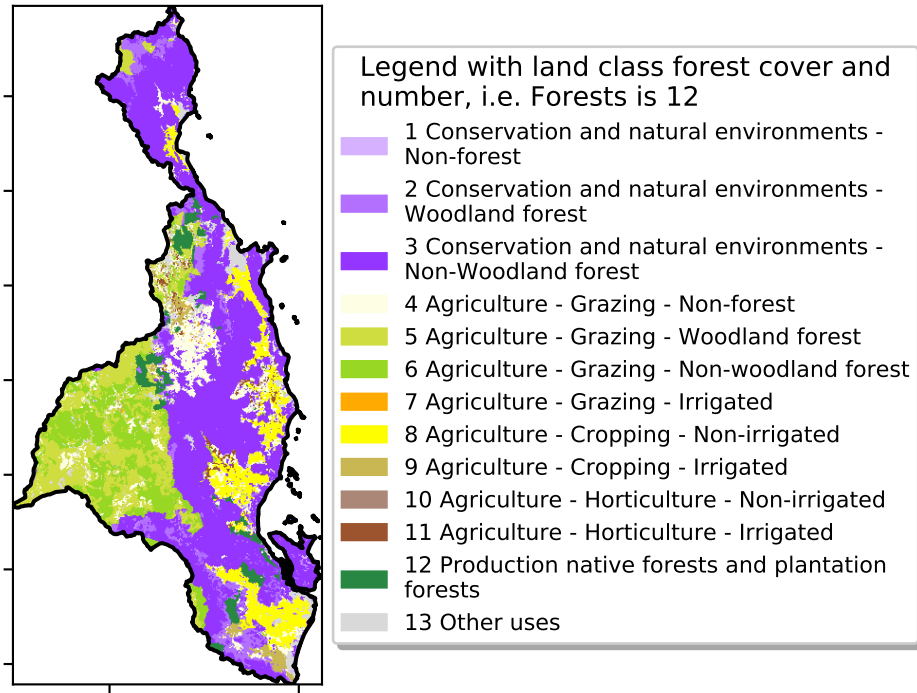 Legend with land class forest cover and
number, i.e. Forests is 12
1 Conservation and natural environments -
Non-forest
2 Conservation and natural environments -
Woodland forest
3 Conservation and natural environments -
Non-Woodland forest
4 Agriculture - Grazing - Non-forest
5 Agriculture - Grazing - Woodland forest
6 Agriculture - Grazing - Non-woodland forest
7 Agriculture - Grazing - Irrigated
8 Agriculture - Cropping - Non-irrigated
9 Agriculture - Cropping - Irrigated
10 Agriculture - Horticulture - Non-irrigated
11 Agriculture - Horticulture - Irrigated
12 Production native forests and plantation
forests
13 Other uses